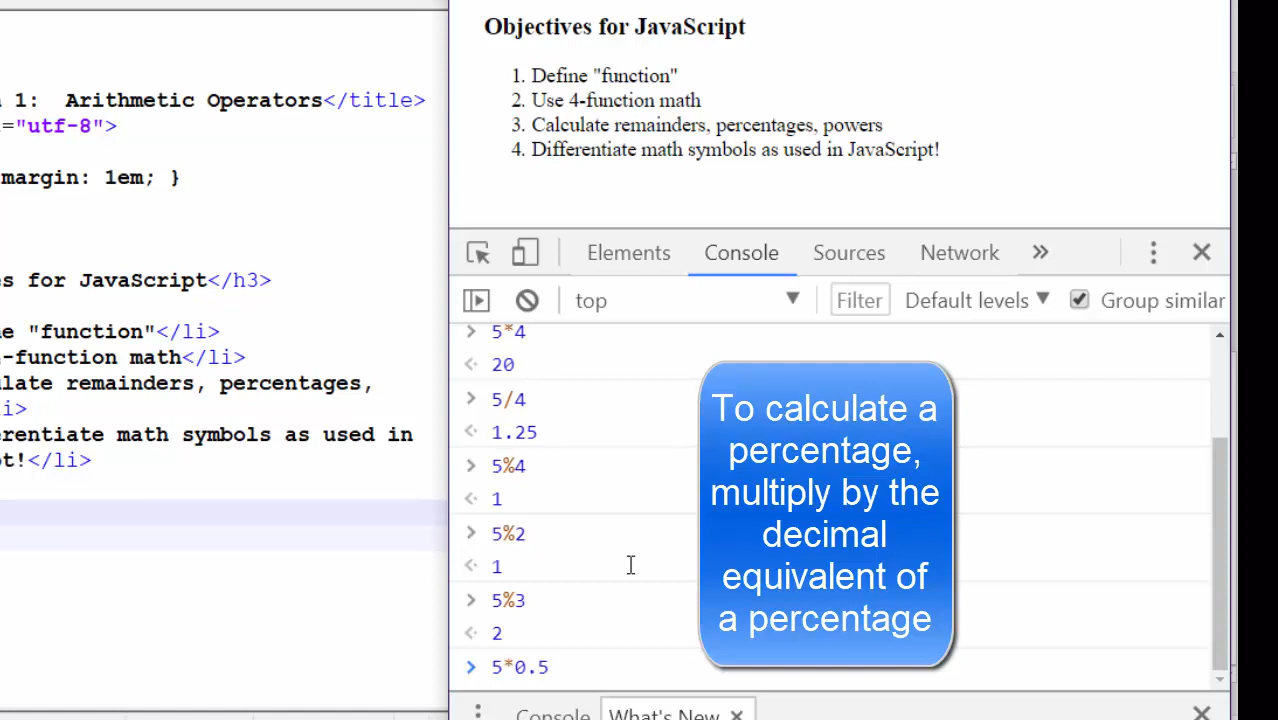 Objectives for JavaScript
1. Define "function"
2. Use 4-function math
3. Calculate remainders, percentages, powers
4. Differentiate math symbols as used in JavaScript!
1: Arithmetic Operators</title>
="utf-8">
margin: 1em; }
s for JavaScript</h3>
"function"</li>
-function math</li>
remainders, percentages,
i>
math symbols as used in
t!</li>
Elements Console Sources Network »
top ▼ Filter Default levels ▼ Group similar
> 5*4
< 20
> 5/4
< 1.25
> 5%4
< 1
> 5%2
< 1
> 5%3
< 2
> 5*0.5
To calculate a
percentage,
multiply by the
decimal
equivalent of
a percentage
Console What's New ×